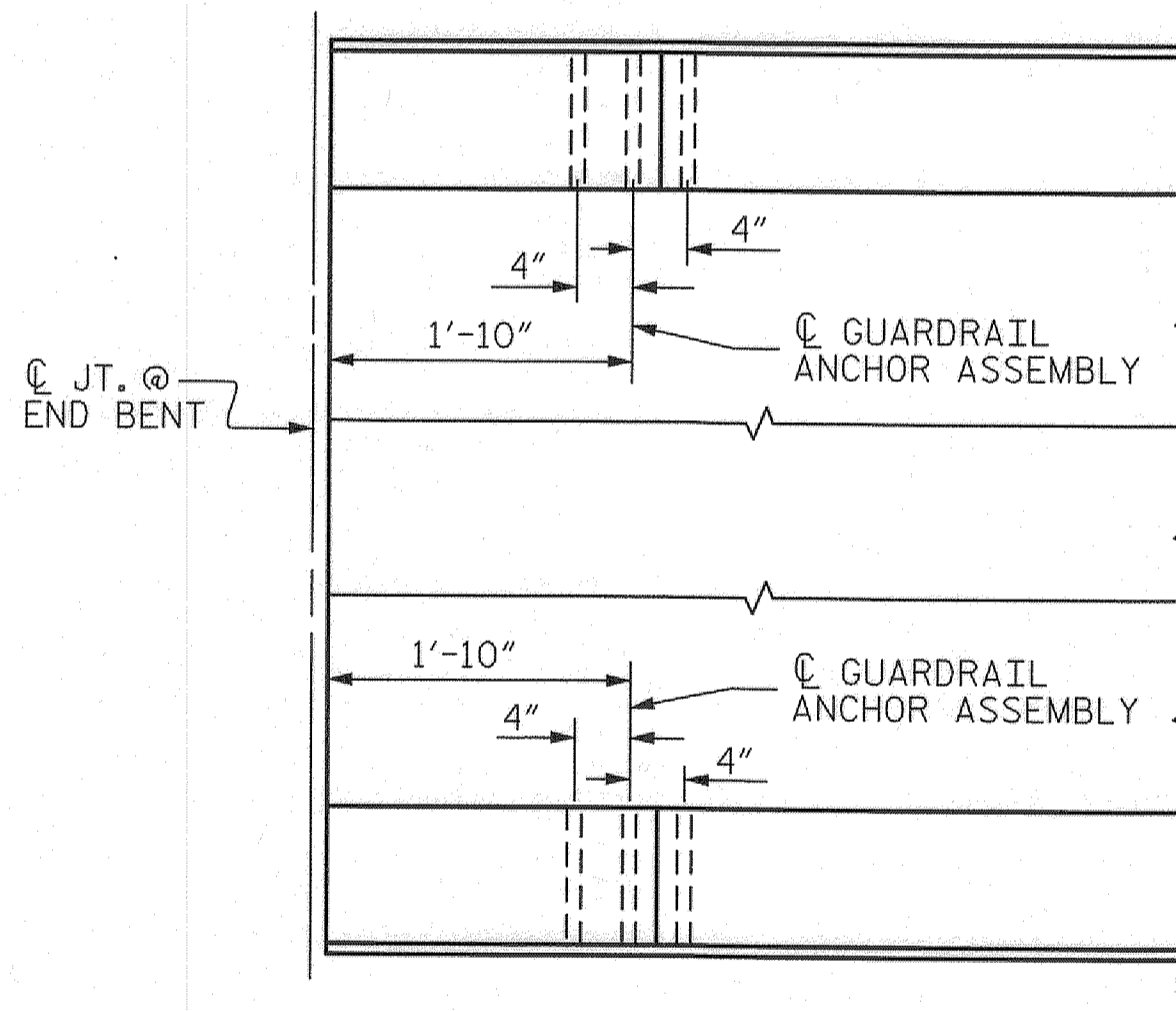 4"
4"
1'-10"
℄ GUARDRAIL
ANCHOR ASSEMBLY
℄ JT. @
END BENT
1'-10"
℄ GUARDRAIL
ANCHOR ASSEMBLY
4"
4"